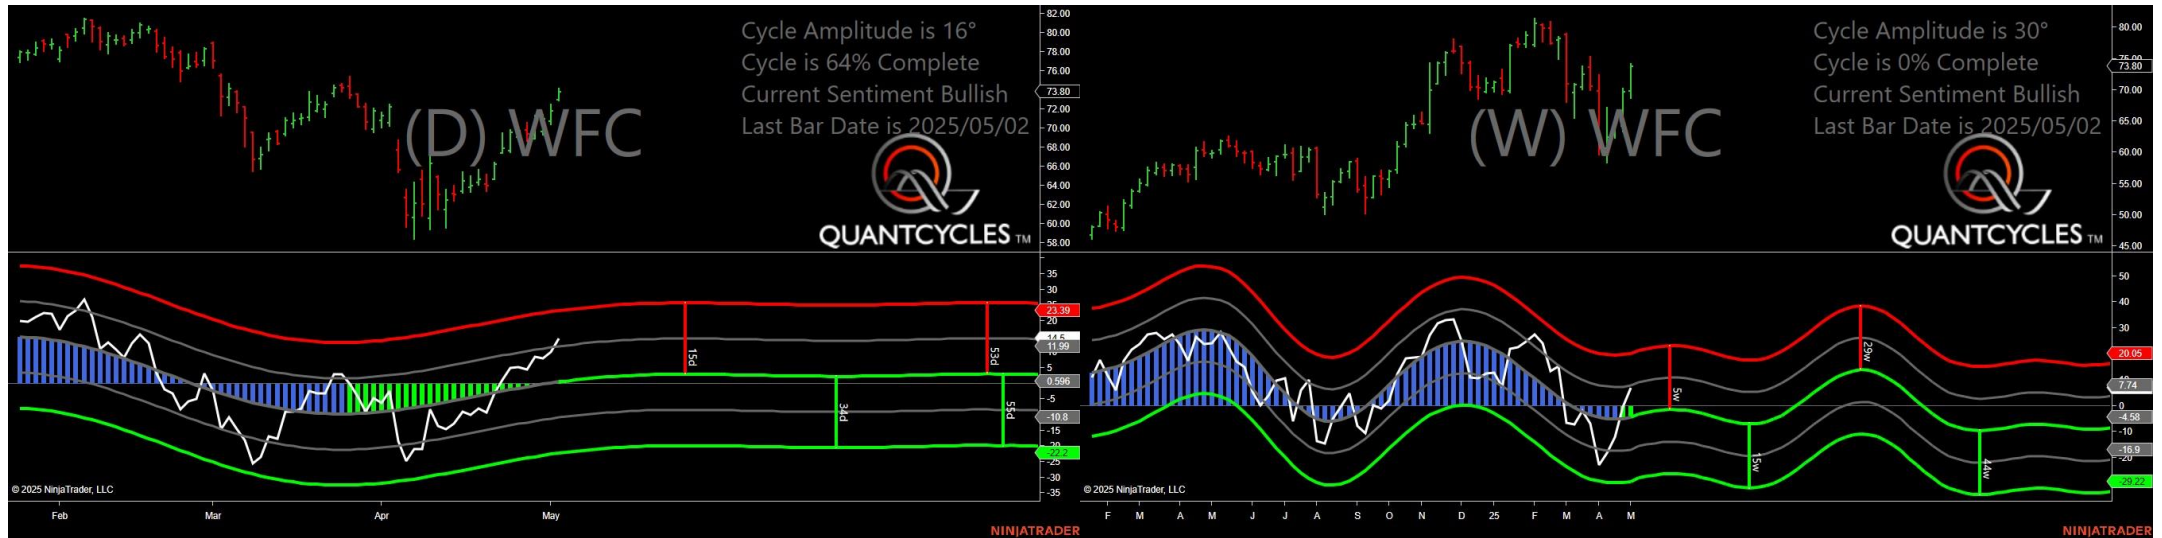 Cycle Amplitude is 16°
Cycle is 64% Complete
Current Sentiment Bullish
Last Bar Date is 2025/05/02
(D) WFC
QUANTCYCLES TM
82.00
80.00
78.00
76.00
73.80
72.00
70.00
68.00
66.00
64.00
62.00
60.00
58.00
35
30
23.39
20
14.5
11.99
5
0.596
-5
-10.8
-15
-20
-22.2
-25
-30
-35
15d
34d
53d
55d
© 2025 NinjaTrader, LLC
Feb Mar Apr May
NINJATRADER
Cycle Amplitude is 30°
Cycle is 0% Complete
Current Sentiment Bullish
Last Bar Date is 2025/05/02
(W) WFC
QUANTCYCLES TM
80.00
75.00
73.80
70.00
65.00
60.00
55.00
50.00
45.00
50
40
30
20.05
7.74
0
-4.58
-10
-16.9
-20
-29.22
5w
15w
29w
44w
© 2025 NinjaTrader, LLC
F M A M J J A S O N D 25 F M A M
NINJATRADER